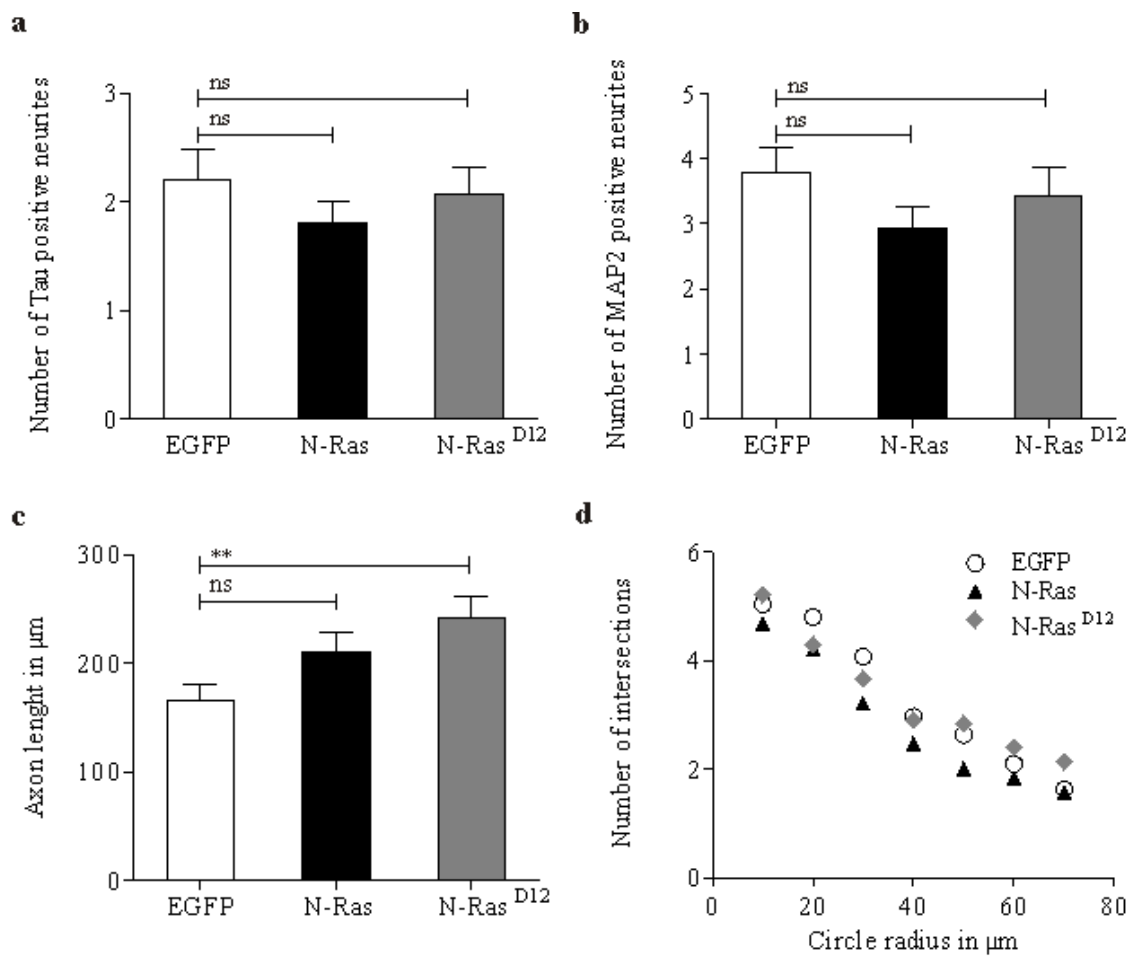 a
Number of Tau positive neurites
3
2
1
0
ns
ns
EGFP
N-Ras
N-Ras D12
b
Number of MAP2 positive neurites
5
4
3
2
1
0
ns
ns
EGFP
N-Ras
N-Ras D12
c
Axon lenght in µm
300
200
100
0
**
ns
EGFP
N-Ras
N-Ras D12
d
Number of intersections
6
4
2
0
EGFP
N-Ras
N-Ras D12
0 20 40 60 80
Circle radius in µm